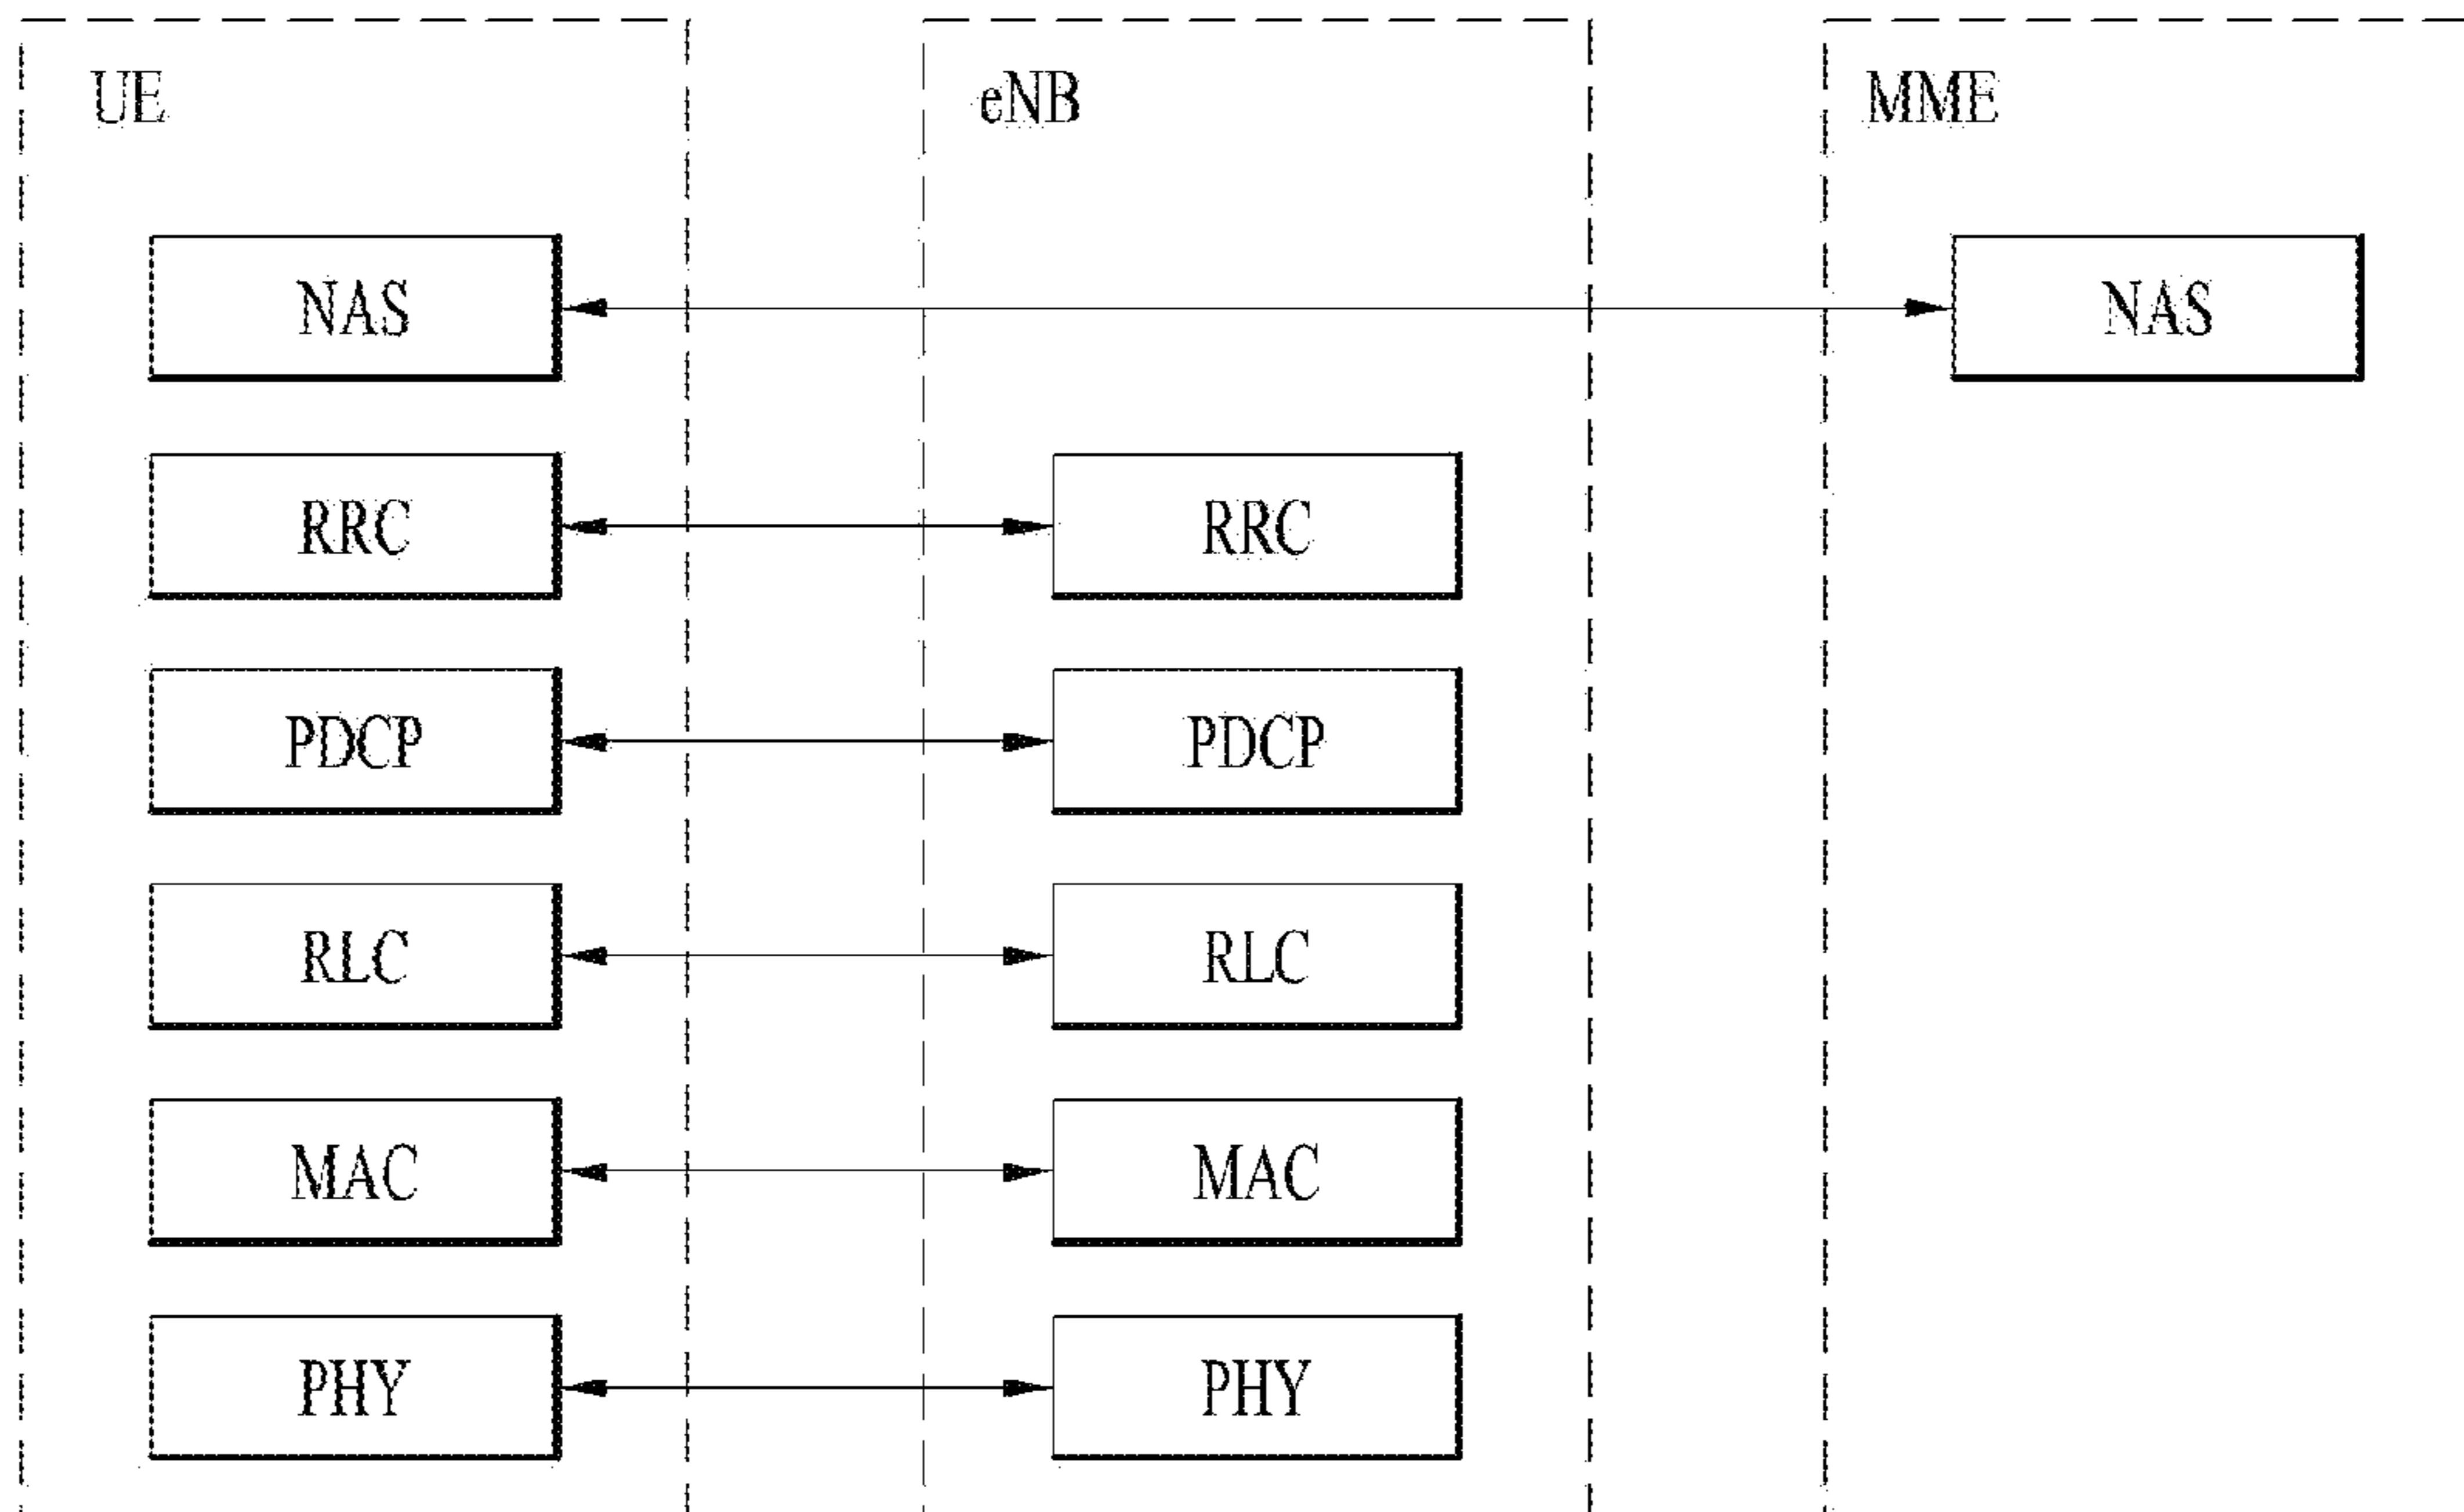 UE eNB MME
NAS NAS
RRC RRC
PDCP PDCP
RLC RLC
MAC MAC
PHY PHY